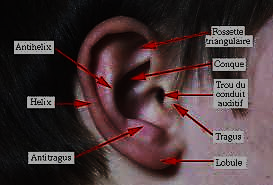 Fossette
triangulaire
Antihelix
Conque
Trou du
conduit
auditif
Helix
Tragus
Antitragus
Lobule